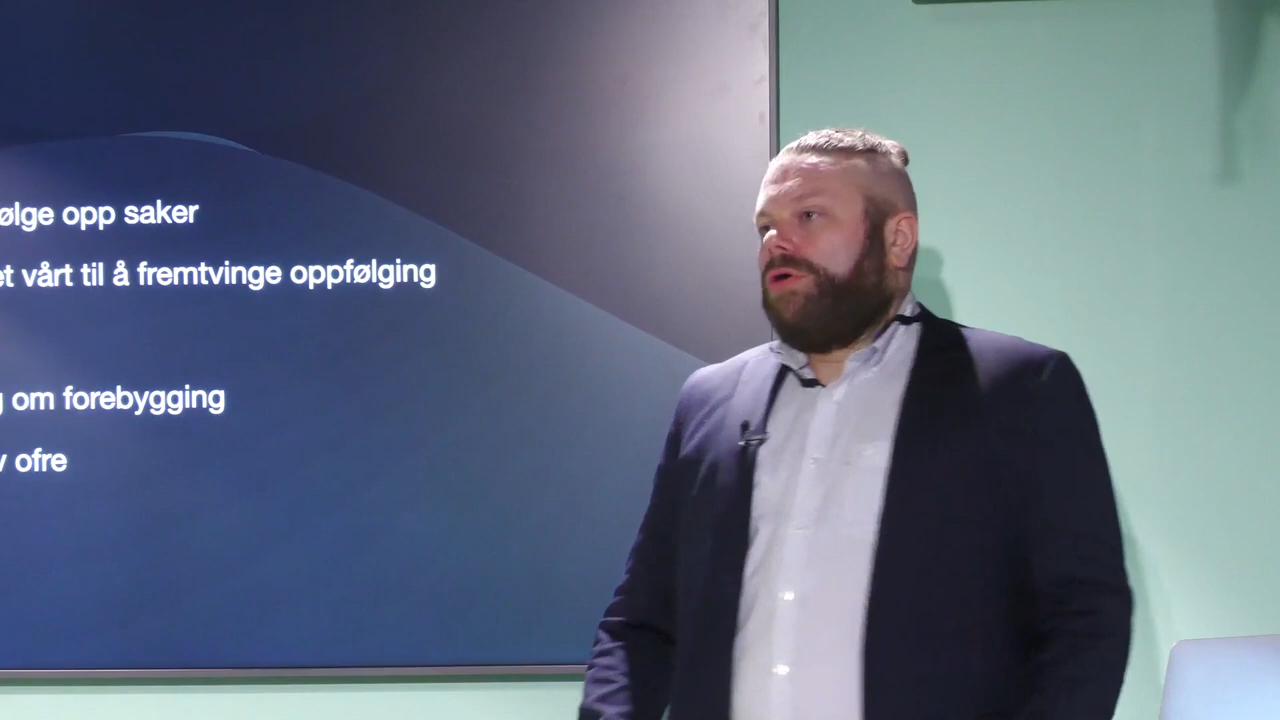 ølge opp saker
et vårt til å fremtvinge oppfølging
g om forebygging
v ofre